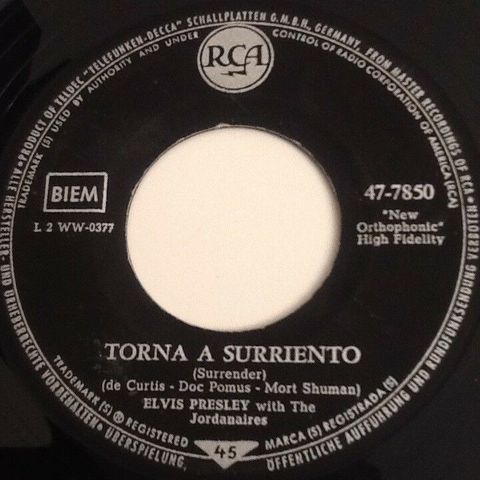 PRODUCT OF TELDEC "TELEFUNKEN-DECCA" SCHALLPLATTEN G.M.B.H., GERMANY, FROM MASTER RECORDINGS OF RCA
TRADEMARK (S) USED BY AUTHORITY AND UNDER CONTROL OF RADIO CORPORATION OF AMERICA (RCA)
RCA
BIEM
L 2 WW-0377
47-7850
"New
Orthophonic"
High Fidelity
TORNA A SURRIENTO
(Surrender)
(de Curtis - Doc Pomus - Mort Shuman)
ELVIS PRESLEY with The
Jordanaires
TRADEMARK (S) ® REGISTERED
MARCA (S) REGISTRADA (S)
45
ALLE HERSTELLER- UND URHEBERRECHTE VORBEHALTEN
ÜBERSPIELUNG,
ÖFFENTLICHE AUFFÜHRUNG UND RUNDFUNKSENDUNG VERBOTEN